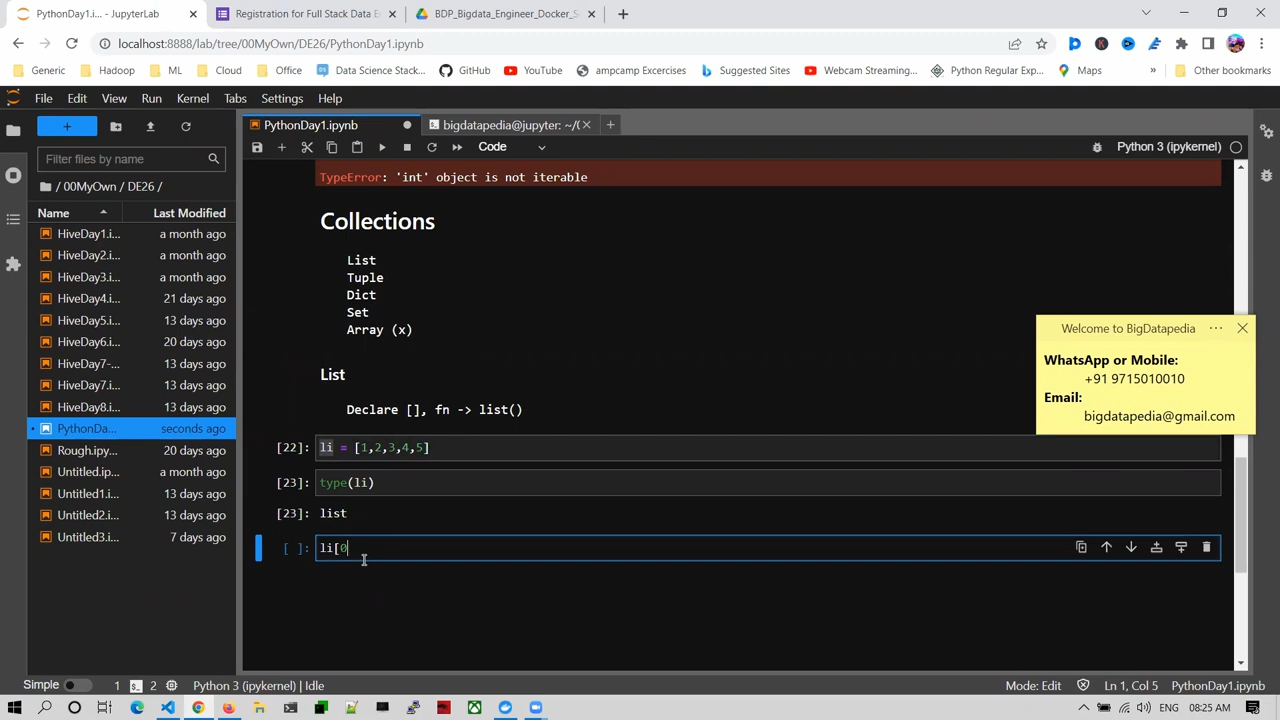 PythonDay1.i... - JupyterLab
Registration for Full Stack Data E
BDP_Bigdata_Engineer_Docker_S
localhost:8888/lab/tree/00MyOwn/DE26/PythonDay1.ipynb
Generic
Hadoop
ML
Cloud
Office
Data Science Stack...
GitHub
YouTube
ampcamp Excercises
Suggested Sites
Webcam Streaming...
Python Regular Exp...
Maps
»
Other bookmarks
File Edit View Run Kernel Tabs Settings Help
PythonDay1.ipynb
bigdatapedia@jupyter: ~/(
Code
Python 3 (ipykernel)
Filter files by name
/ 00MyOwn / DE26 /
Name Last Modified
HiveDay1.i... a month ago
HiveDay2.i... a month ago
HiveDay3.i... a month ago
HiveDay4.i... 21 days ago
HiveDay5.i... 13 days ago
HiveDay6.i... 20 days ago
HiveDay7-... 13 days ago
HiveDay7.i... 13 days ago
HiveDay8.i... 13 days ago
PythonDa... seconds ago
Rough.ipy... 20 days ago
Untitled.ip... a month ago
Untitled1.i... 13 days ago
Untitled2.i... 13 days ago
Untitled3.i... 7 days ago
TypeError: 'int' object is not iterable
Collections
List
Tuple
Dict
Set
Array (x)
List
Declare [], fn -> list()
[22]: li = [1,2,3,4,5]
[23]: type(li)
[23]: list
[ ]: li[0
Welcome to BigDatapedia ...
WhatsApp or Mobile:
+91 9715010010
Email:
bigdatapedia@gmail.com
Simple 1 2 Python 3 (ipykernel) | Idle
Mode: Edit Ln 1, Col 5 PythonDay1.ipynb
ENG 08:25 AM